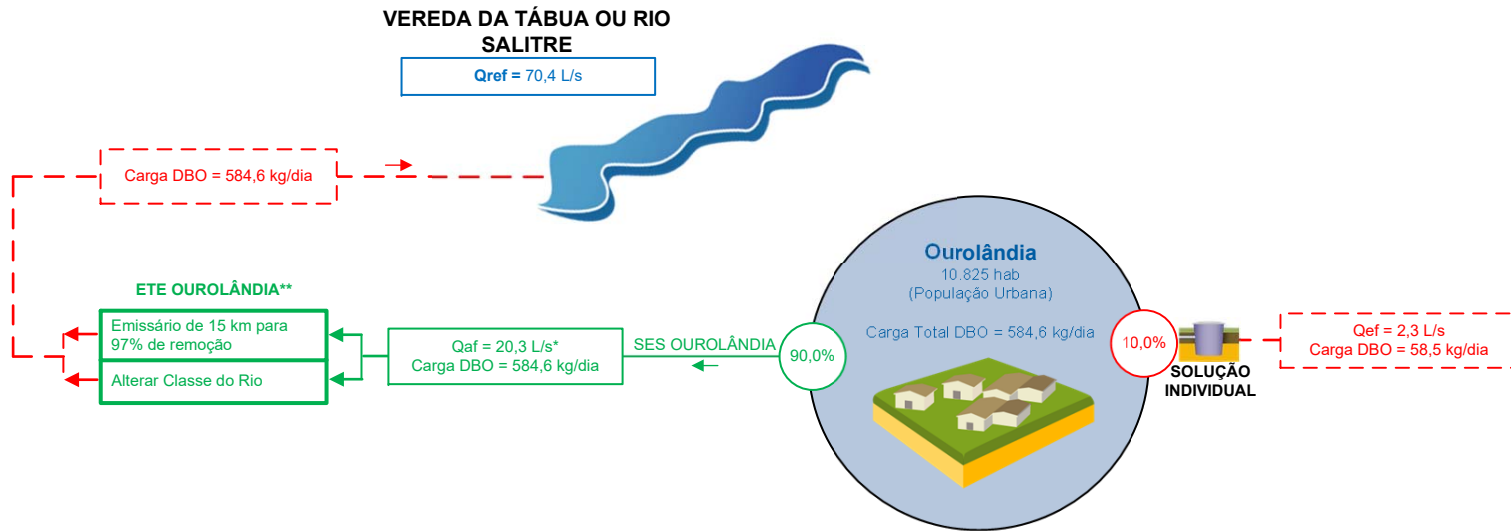 VEREDA DA TÁBUA OU RIO
SALITRE
Qref = 70,4 L/s
Carga DBO = 584,6 kg/dia
ETE OUROLÂNDIA**
Emissário de 15 km para
97% de remoção
Alterar Classe do Rio
Qaf = 20,3 L/s*
Carga DBO = 584,6 kg/dia
SES OUROLÂNDIA
90,0%
Ourolândia
10.825 hab
(População Urbana)
Carga Total DBO = 584,6 kg/dia
10,0%
SOLUÇÃO
INDIVIDUAL
Qef = 2,3 L/s
Carga DBO = 58,5 kg/dia